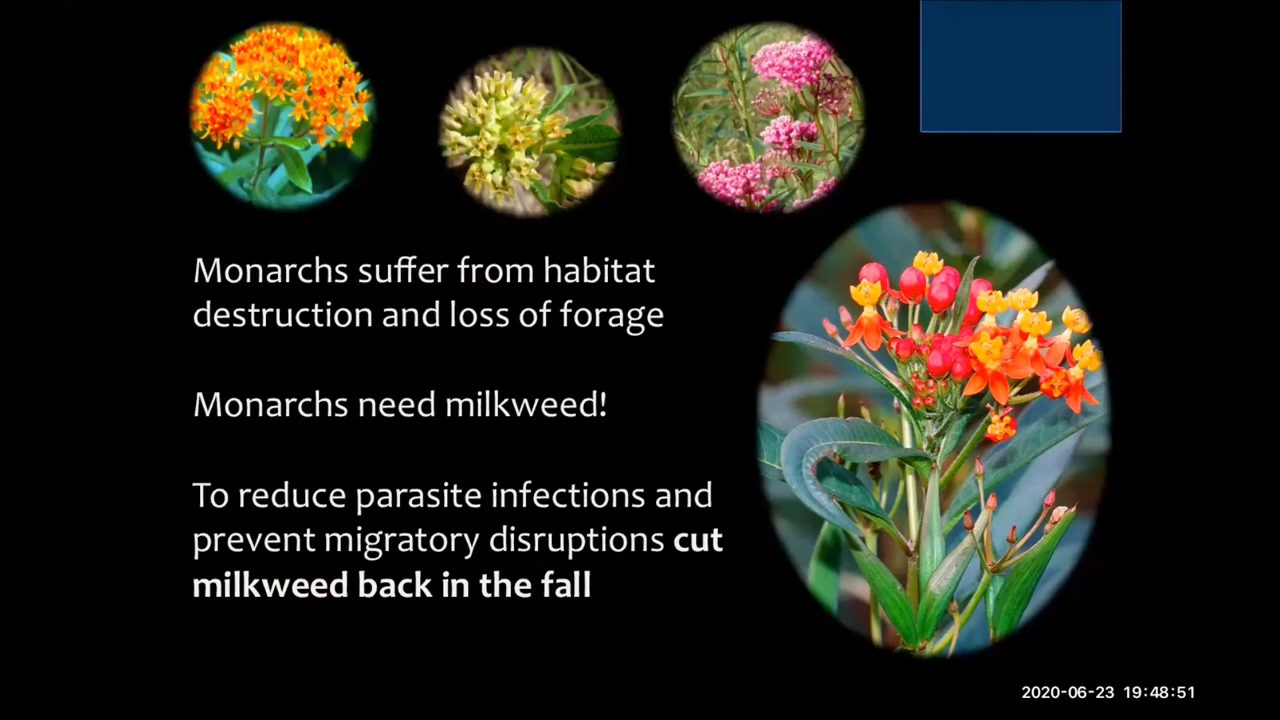 Monarchs suffer from habitat
destruction and loss of forage
Monarchs need milkweed!
To reduce parasite infections and
prevent migratory disruptions cut
milkweed back in the fall
2020-06-23 19:48:51